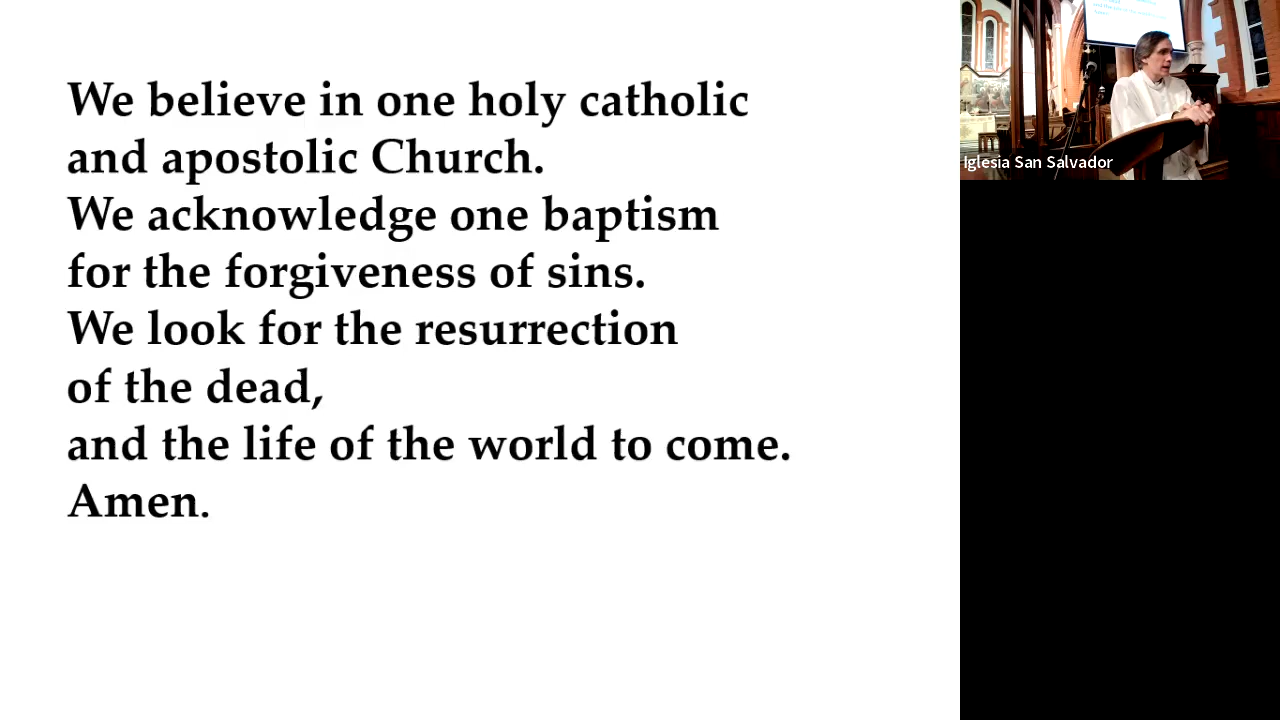 We believe in one holy catholic
and apostolic Church.
We acknowledge one baptism
for the forgiveness of sins.
We look for the resurrection
of the dead,
and the life of the world to come.
Amen.
Iglesia San Salvador